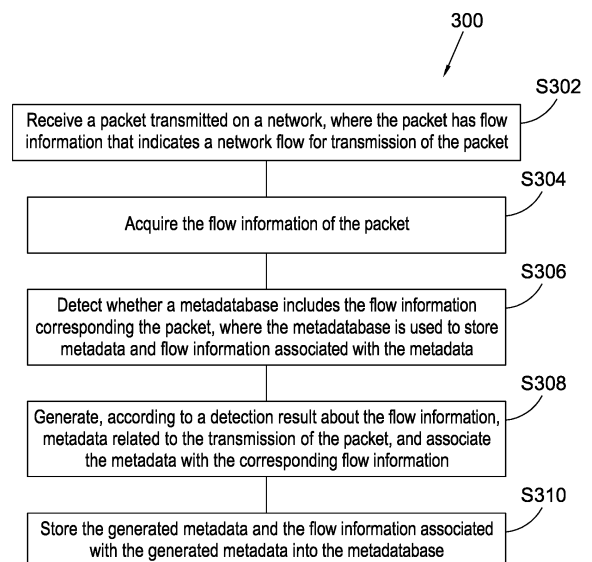 300
S302
Receive a packet transmitted on a network, where the packet has flow
information that indicates a network flow for transmission of the packet
S304
Acquire the flow information of the packet
S306
Detect whether a metadatabase includes the flow information
corresponding the packet, where the metadatabase is used to store
metadata and flow information associated with the metadata
S308
Generate, according to a detection result about the flow information,
metadata related to the transmission of the packet, and associate
the metadata with the corresponding flow information
S310
Store the generated metadata and the flow information associated
with the generated metadata into the metadatabase